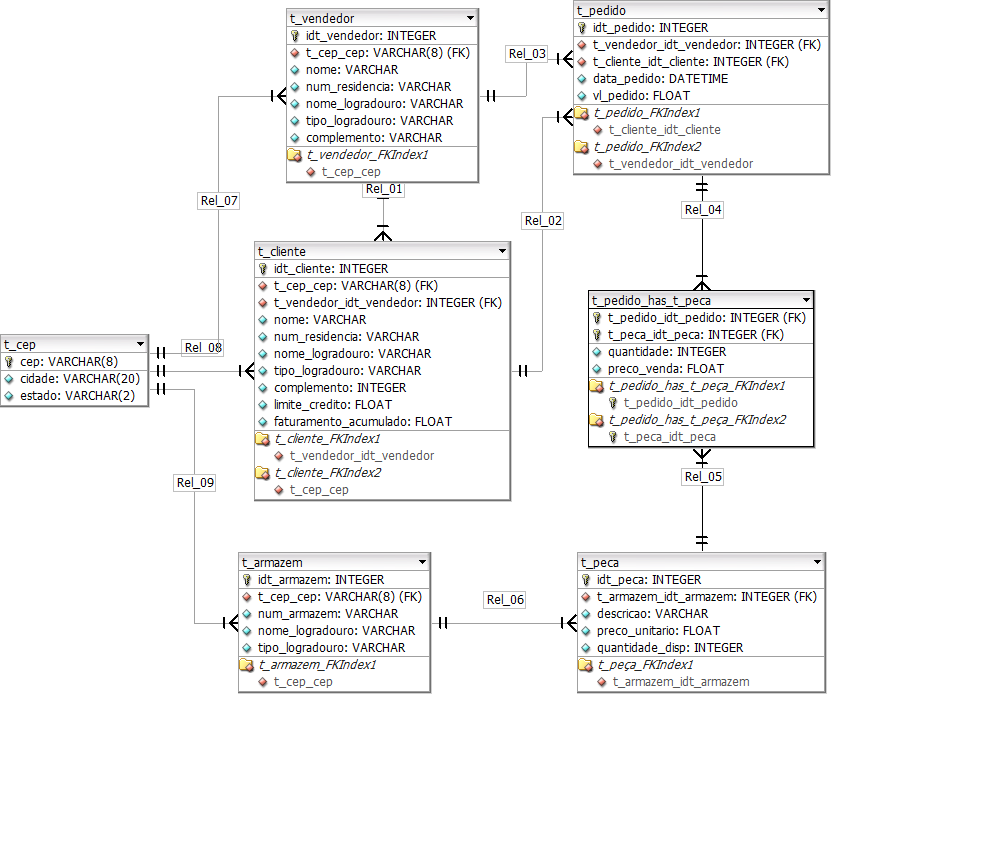 t_vendedor
idt_vendedor: INTEGER
t_cep_cep: VARCHAR(8) (FK)
nome: VARCHAR
num_residencia: VARCHAR
nome_logradouro: VARCHAR
tipo_logradouro: VARCHAR
complemento: VARCHAR
t_vendedor_FKIndex1
t_cep_cep
t_pedido
idt_pedido: INTEGER
t_vendedor_idt_vendedor: INTEGER (FK)
t_cliente_idt_cliente: INTEGER (FK)
data_pedido: DATETIME
vl_pedido: FLOAT
t_pedido_FKIndex1
t_cliente_idt_cliente
t_pedido_FKIndex2
t_vendedor_idt_vendedor
Rel_03
Rel_01
Rel_07
Rel_02
Rel_04
t_cliente
idt_cliente: INTEGER
t_cep_cep: VARCHAR(8) (FK)
t_vendedor_idt_vendedor: INTEGER (FK)
nome: VARCHAR
num_residencia: VARCHAR
nome_logradouro: VARCHAR
tipo_logradouro: VARCHAR
complemento: INTEGER
limite_credito: FLOAT
faturamento_acumulado: FLOAT
t_cliente_FKIndex1
t_vendedor_idt_vendedor
t_cliente_FKIndex2
t_cep_cep
t_pedido_has_t_peca
t_pedido_idt_pedido: INTEGER (FK)
t_peca_idt_peca: INTEGER (FK)
quantidade: INTEGER
preco_venda: FLOAT
t_pedido_has_t_peça_FKIndex1
t_pedido_idt_pedido
t_pedido_has_t_peça_FKIndex2
t_peca_idt_peca
t_cep
cep: VARCHAR(8)
cidade: VARCHAR(20)
estado: VARCHAR(2)
Rel_08
Rel_09
Rel_05
t_armazem
idt_armazem: INTEGER
t_cep_cep: VARCHAR(8) (FK)
num_armazem: VARCHAR
nome_logradouro: VARCHAR
tipo_logradouro: VARCHAR
t_armazem_FKIndex1
t_cep_cep
Rel_06
t_peca
idt_peca: INTEGER
t_armazem_idt_armazem: INTEGER (FK)
descricao: VARCHAR
preco_unitario: FLOAT
quantidade_disp: INTEGER
t_peça_FKIndex1
t_armazem_idt_armazem